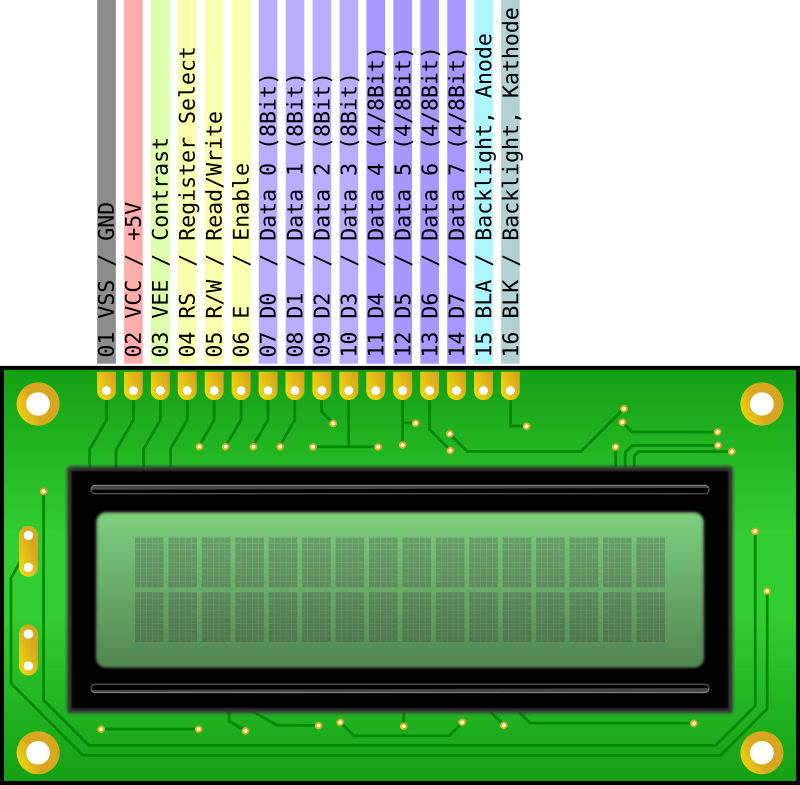 01 VSS / GND
02 VCC / +5V
03 VEE / Contrast
04 RS / Register Select
05 R/W / Read/Write
06 E / Enable
07 D0 / Data 0 (8Bit)
08 D1 / Data 1 (8Bit)
09 D2 / Data 2 (8Bit)
10 D3 / Data 3 (8Bit)
11 D4 / Data 4 (4/8Bit)
12 D5 / Data 5 (4/8Bit)
13 D6 / Data 6 (4/8Bit)
14 D7 / Data 7 (4/8Bit)
15 BLA / Backlight, Anode
16 BLK / Backlight, Kathode